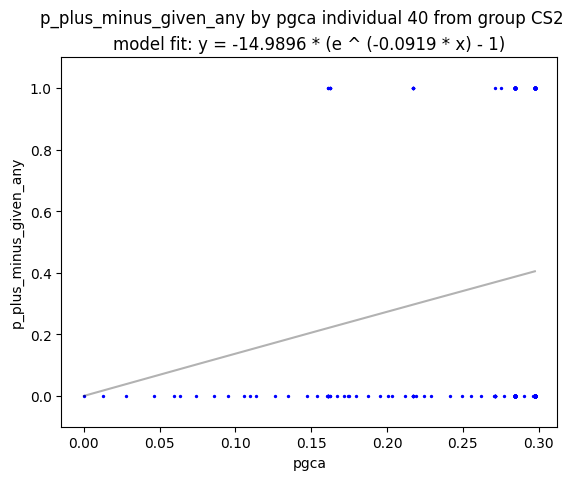 p_plus_minus_given_any by pgca individual 40 from group CS2
model fit: y = -14.9896 * (e ^ (-0.0919 * x) - 1)
1.0
0.8
0.6
0.4
0.2
0.0
p_plus_minus_given_any
0.00 0.05 0.10 0.15 0.20 0.25 0.30
pgca